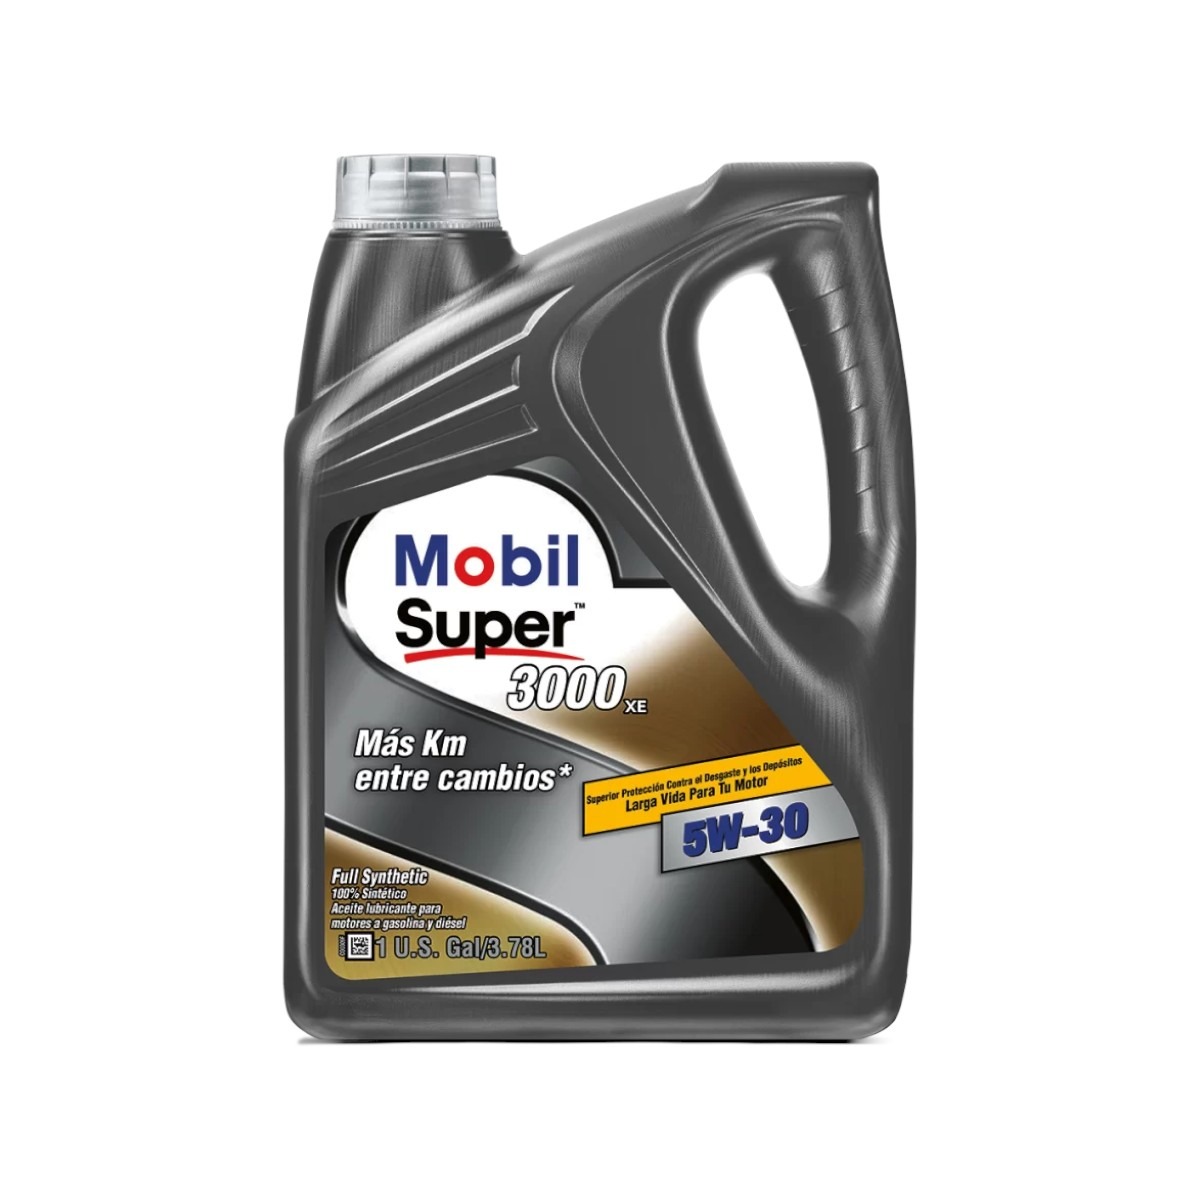 Mobil
Super™
3000 XE
Más Km
entre cambios*
Superior Protección Contra el Desgaste y los Depósitos
Larga Vida Para Tu Motor
5W-30
Full Synthetic
100% Sintético
Aceite lubricante para
motores a gasolina y diésel
1 U.S. Gal/3.78L